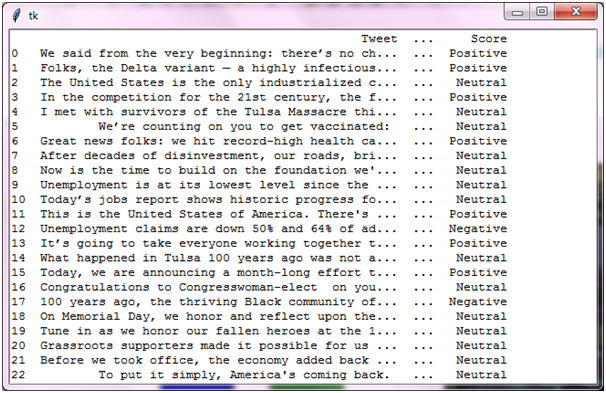 tk
Tweet ... Score
0 We said from the very beginning: there’s no ch... ... Positive
1 Folks, the Delta variant — a highly infectious... ... Positive
2 The United States is the only industrialized c... ... Neutral
3 In the competition for the 21st century, the f... ... Positive
4 I met with survivors of the Tulsa Massacre thi... ... Neutral
5 We’re counting on you to get vaccinated: ... Neutral
6 Great news folks: we hit record-high health ca... ... Positive
7 After decades of disinvestment, our roads, bri... ... Neutral
8 Now is the time to build on the foundation we'... ... Neutral
9 Unemployment is at its lowest level since the ... ... Neutral
10 Today’s jobs report shows historic progress fo... ... Neutral
11 This is the United States of America. There's ... ... Positive
12 Unemployment claims are down 50% and 64% of ad... ... Negative
13 It’s going to take everyone working together t... ... Positive
14 What happened in Tulsa 100 years ago was not a... ... Neutral
15 Today, we are announcing a month-long effort t... ... Positive
16 Congratulations to Congresswoman-elect on you... ... Neutral
17 100 years ago, the thriving Black community of... ... Negative
18 On Memorial Day, we honor and reflect upon the... ... Neutral
19 Tune in as we honor our fallen heroes at the 1... ... Neutral
20 Grassroots supporters made it possible for us ... ... Neutral
21 Before we took office, the economy added back ... ... Neutral
22 To put it simply, America's coming back. ... Neutral